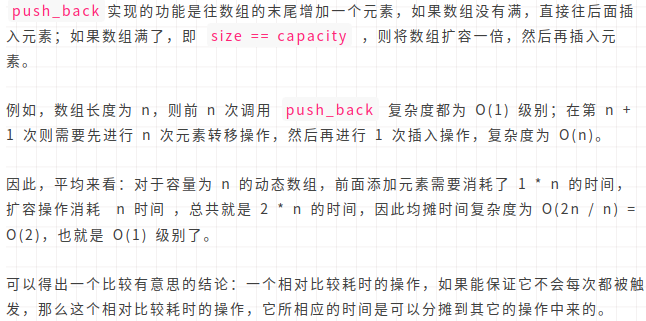 push_back 实现的功能是往数组的末尾增加一个元素，如果数组没有满，直接往后面插
入元素；如果数组满了，即 size == capacity ，则将数组扩容一倍，然后再插入元
素。
例如，数组长度为 n，则前 n 次调用 push_back 复杂度都为 O(1) 级别；在第 n +
1 次则需要先进行 n 次元素转移操作，然后再进行 1 次插入操作，复杂度为 O(n)。
因此，平均来看：对于容量为 n 的动态数组，前面添加元素需要消耗了 1 * n 的时间，
扩容操作消耗 n 时间 ，总共就是 2 * n 的时间，因此均摊时间复杂度为 O(2n / n) =
O(2)，也就是 O(1) 级别了。
可以得出一个比较有意思的结论：一个相对比较耗时的操作，如果能保证它不会每次都被触
发，那么这个相对比较耗时的操作，它所相应的时间是可以分摊到其它的操作中来的。